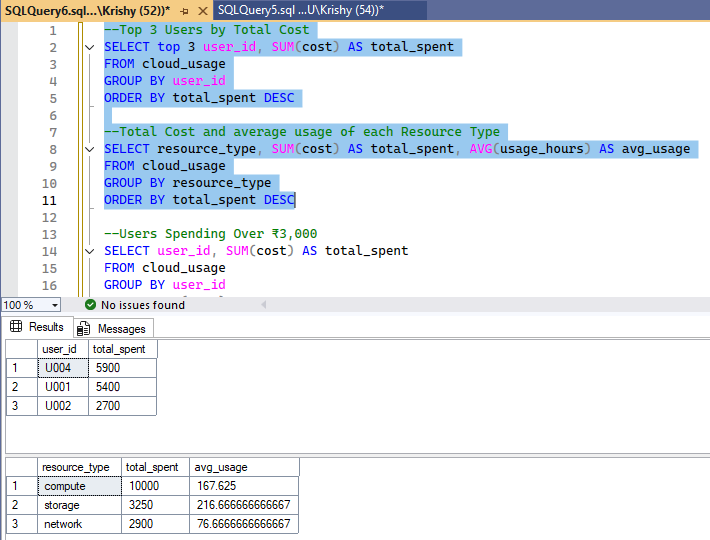 SQLQuery6.sql...\Krishy (52))* SQLQuery5.sql ...U\Krishy (54))*
1 --Top 3 Users by Total Cost
2 SELECT top 3 user_id, SUM(cost) AS total_spent
3 FROM cloud_usage
4 GROUP BY user_id
5 ORDER BY total_spent DESC
6
7 --Total Cost and average usage of each Resource Type
8 SELECT resource_type, SUM(cost) AS total_spent, AVG(usage_hours) AS avg_usage
9 FROM cloud_usage
10 GROUP BY resource_type
11 ORDER BY total_spent DESC
12
13 --Users Spending Over ₹3,000
14 SELECT user_id, SUM(cost) AS total_spent
15 FROM cloud_usage
16 GROUP BY user_id
100 % No issues found
Results Messages
user_id total_spent
1 U004 5900
2 U001 5400
3 U002 2700
resource_type total_spent avg_usage
1 compute 10000 167.625
2 storage 3250 216.666666666667
3 network 2900 76.6666666666667